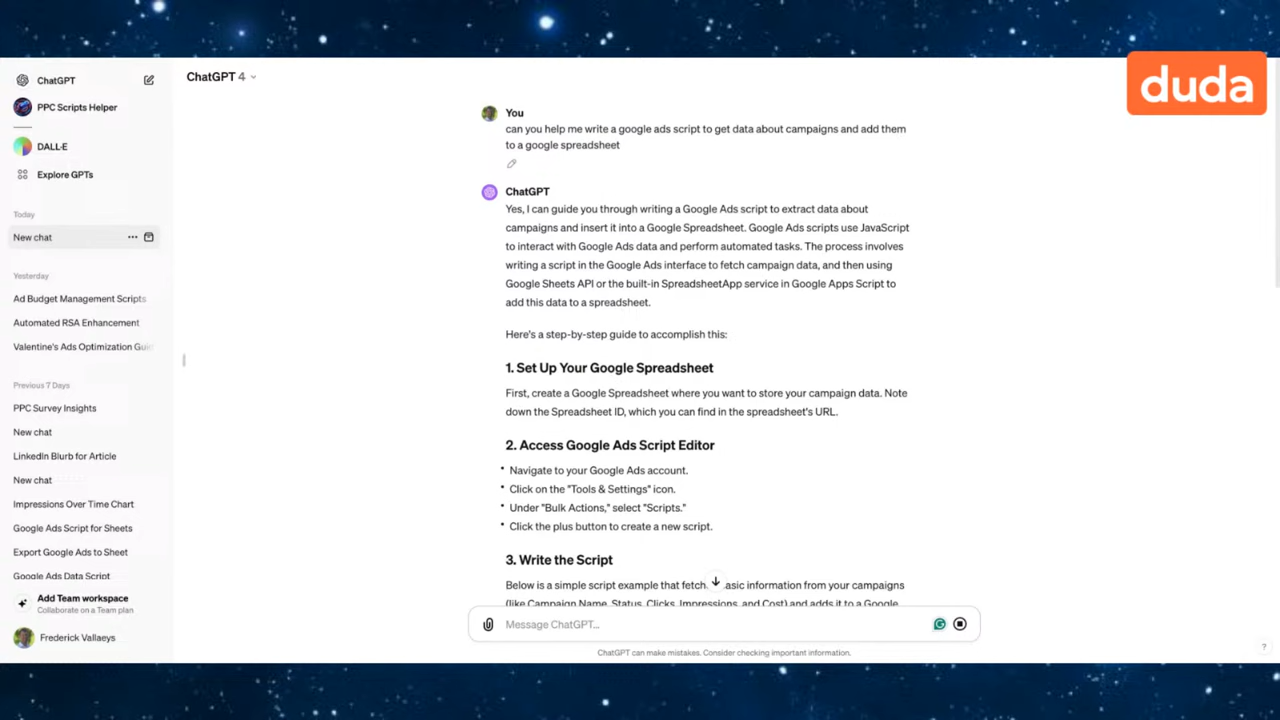 duda
ChatGPT
PPC Scripts Helper
DALL·E
Explore GPTs
Today
New chat
Yesterday
Ad Budget Management Scripts
Automated RSA Enhancement
Valentine's Ads Optimization Gui
Previous 7 Days
PPC Survey Insights
New chat
LinkedIn Blurb for Article
New chat
Impressions Over Time Chart
Google Ads Script for Sheets
Export Google Ads to Sheet
Google Ads Data Script
Add Team workspace
Collaborate on a Team plan
Frederick Vallaeys
ChatGPT 4
You
can you help me write a google ads script to get data about campaigns and add them
to a google spreadsheet
ChatGPT
Yes, I can guide you through writing a Google Ads script to extract data about
campaigns and insert it into a Google Spreadsheet. Google Ads scripts use JavaScript
to interact with Google Ads data and perform automated tasks. The process involves
writing a script in the Google Ads interface to fetch campaign data, and then using
Google Sheets API or the built-in SpreadsheetApp service in Google Apps Script to
add this data to a spreadsheet.
Here's a step-by-step guide to accomplish this:
1. Set Up Your Google Spreadsheet
First, create a Google Spreadsheet where you want to store your campaign data. Note
down the Spreadsheet ID, which you can find in the spreadsheet's URL.
2. Access Google Ads Script Editor
• Navigate to your Google Ads account.
• Click on the "Tools & Settings" icon.
• Under "Bulk Actions," select "Scripts."
• Click the plus button to create a new script.
3. Write the Script
Below is a simple script example that fetch asic information from your campaigns
(like Campaign Name, Status, Clicks, Impressions, and Cost) and adds it to a Google
Message ChatGPT...
ChatGPT can make mistakes. Consider checking important information.
?